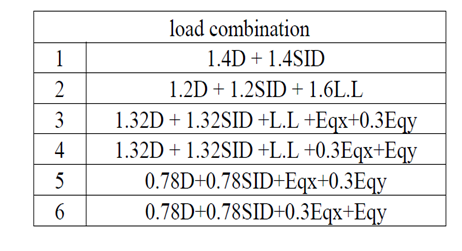 load combination
1 1.4D + 1.4SID
2 1.2D + 1.2SID + 1.6L.L
3 1.32D + 1.32SID +L.L +Eqx+0.3Eqy
4 1.32D + 1.32SID +L.L +0.3Eqx+Eqy
5 0.78D+0.78SID+Eqx+0.3Eqy
6 0.78D+0.78SID+0.3Eqx+Eqy